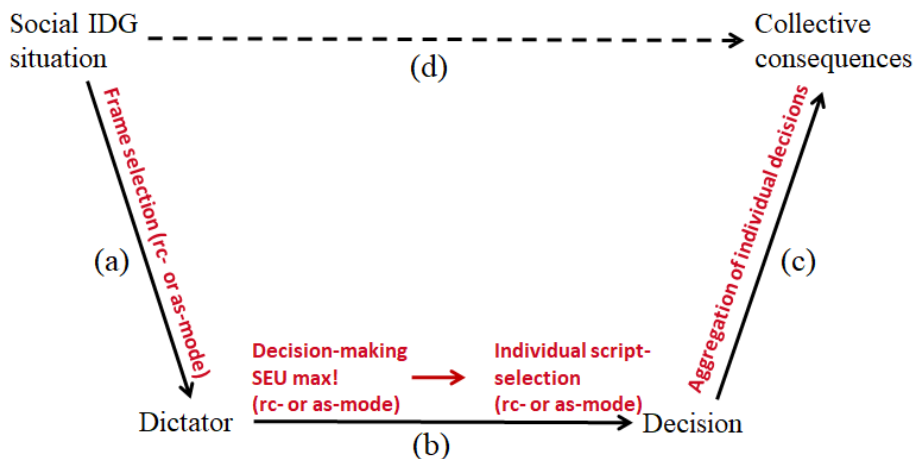 Social IDG
situation
Collective
consequences
(d)
Frame selection (rc- or as-mode)
(a)
Aggregation of individual decisions
(c)
Decision-making
SEU max!
(rc- or as-mode)
Individual script-
selection
(rc- or as-mode)
Dictator
Decision
(b)